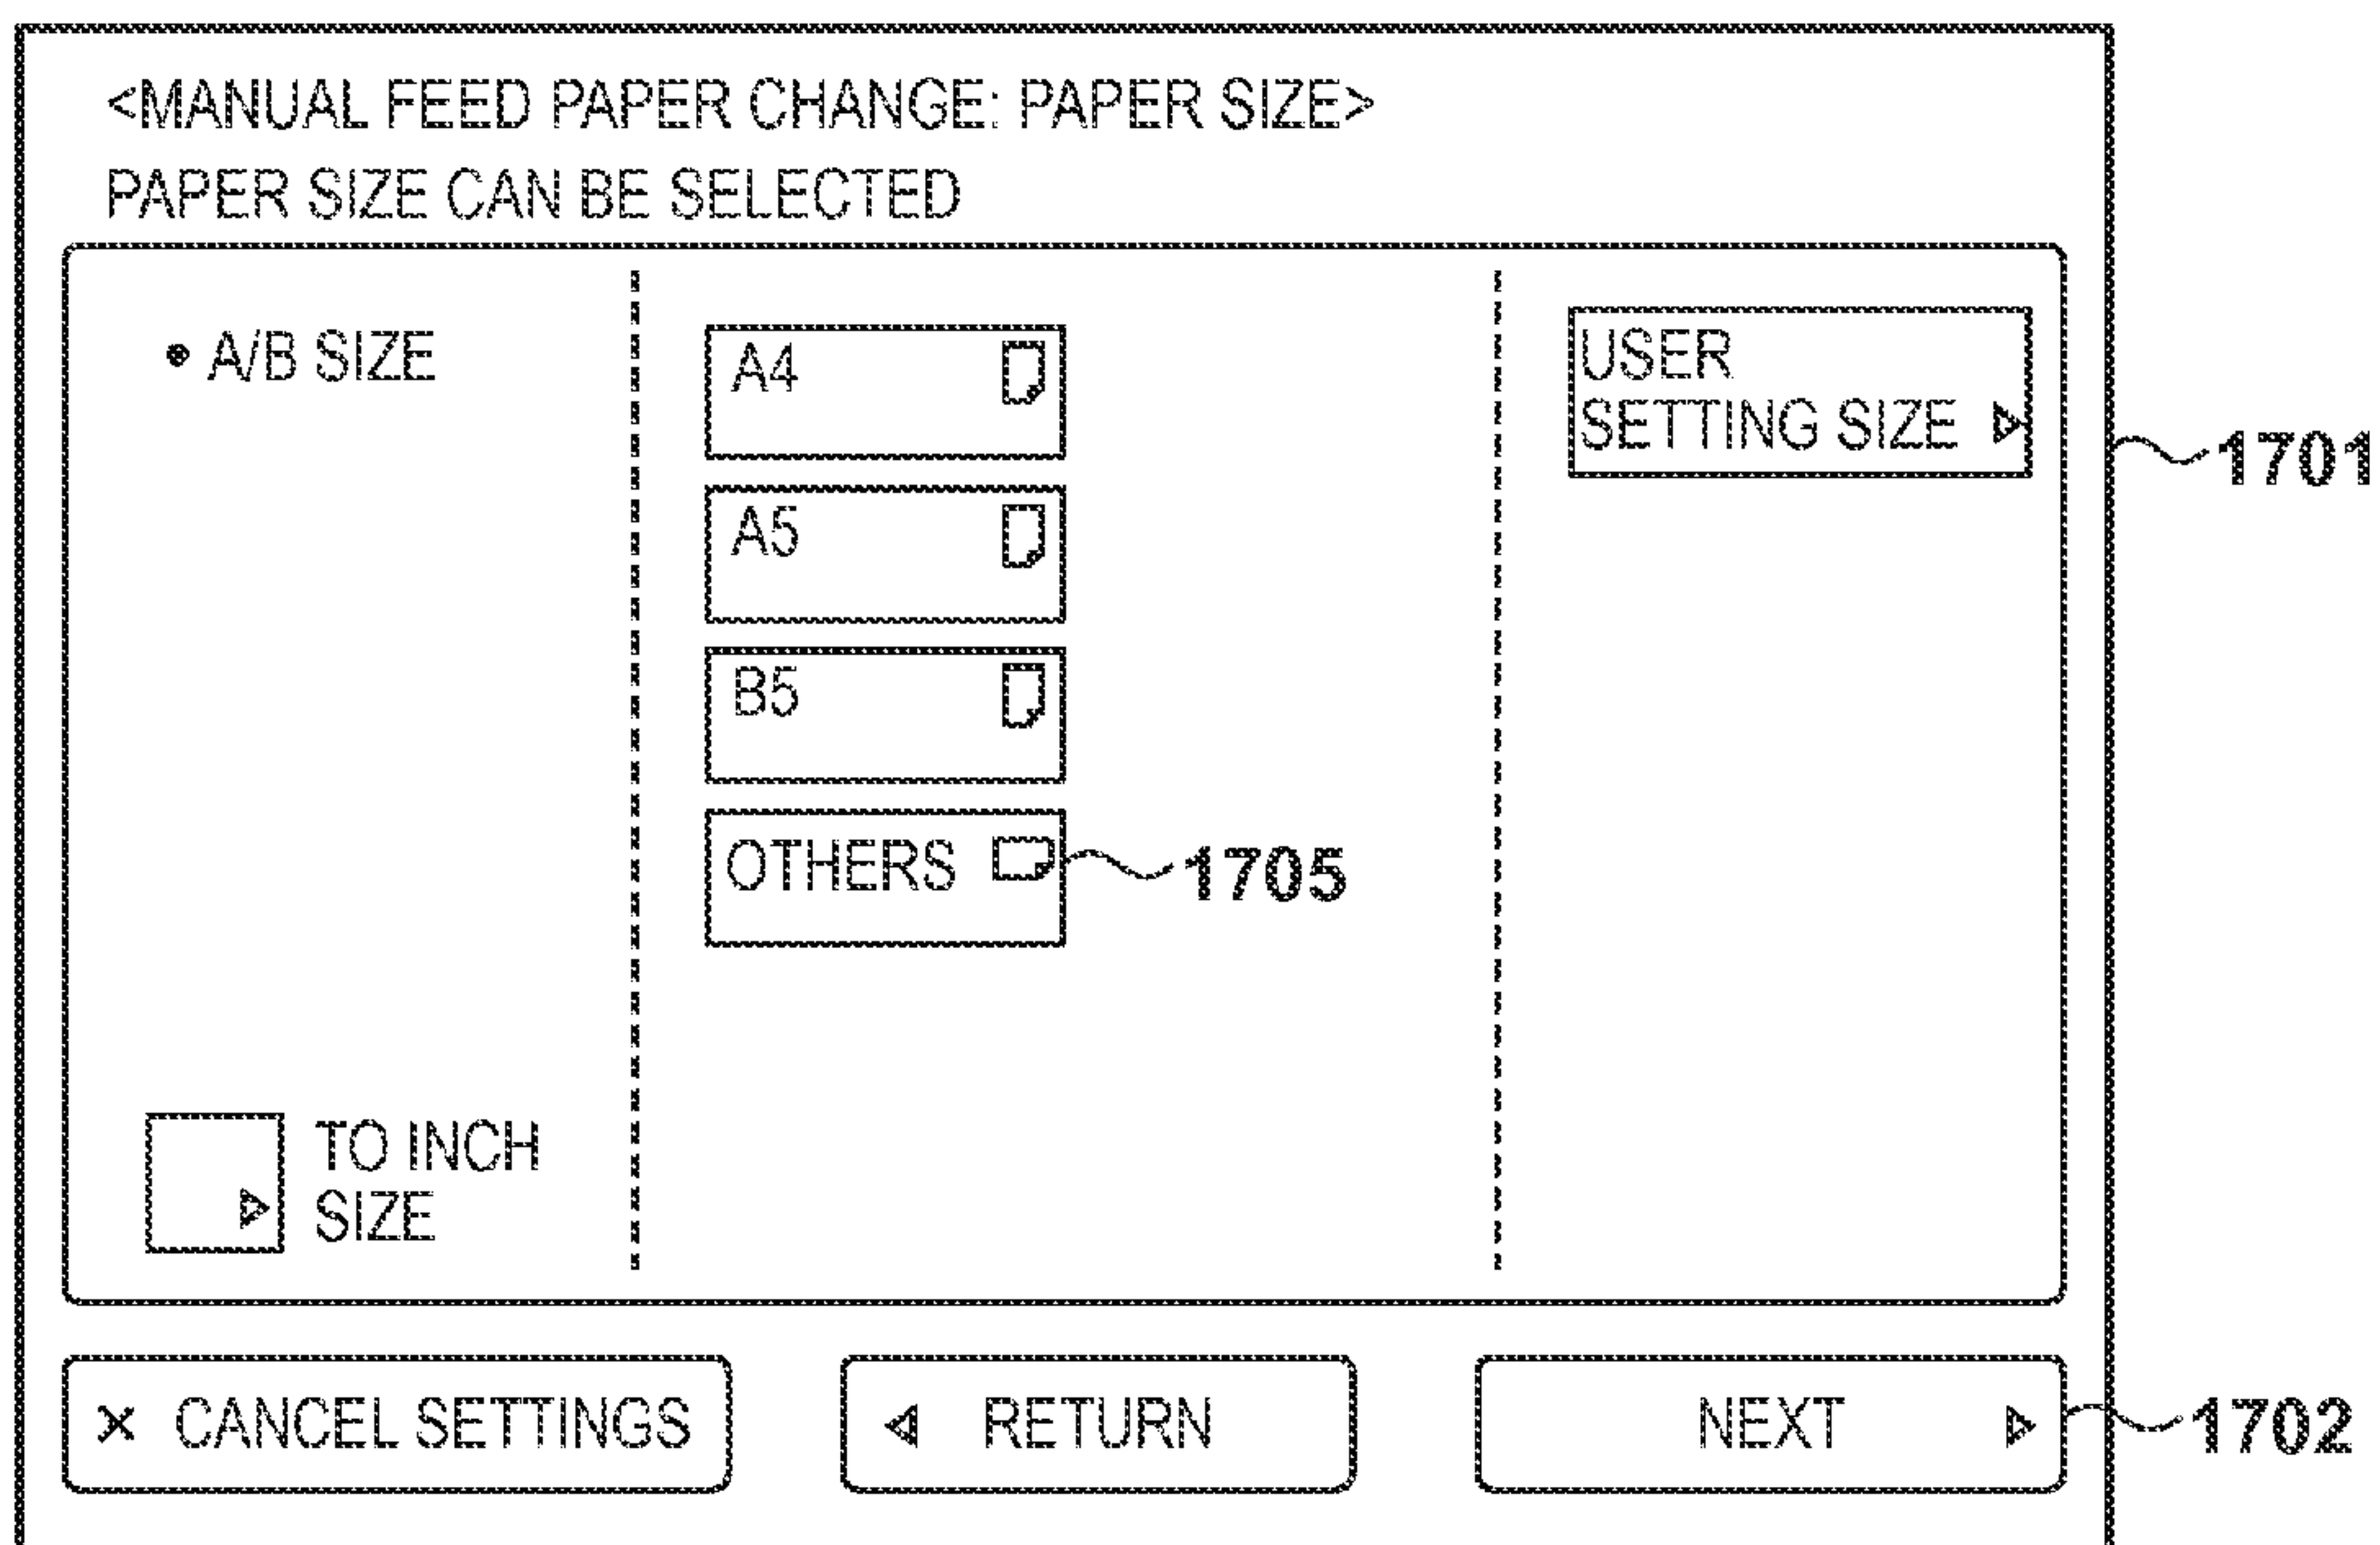 <MANUAL FEED PAPER CHANGE: PAPER SIZE>
PAPER SIZE CAN BE SELECTED
• A/B SIZE
A4
A5
B5
OTHERS
1705
USER
SETTING SIZE
1701
TO INCH
SIZE
× CANCEL SETTINGS
RETURN
NEXT
1702